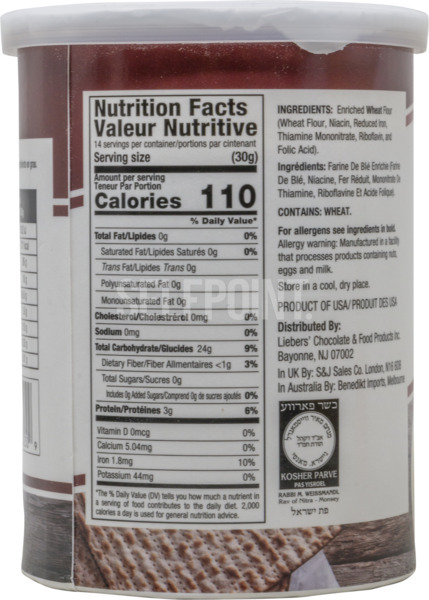 Nutrition Facts
Valeur Nutritive
14 servings per container/portions par cintenant
Serving size (30g)
Amount per serving
Teneur Par Portion
Calories 110
% Daily Value*
Total Fat/Lipides 0g 0%
Saturated Fat/Lipides Saturés 0g 0%
Trans Fat/Lipides Trans 0g
Polyunsaturated Fat 0g
Monounsaturated Fat 0g
Cholesterol/Cholestrérol 0mg 0%
Sodium 0mg 0%
Total Carbohydrate/Glucides 24g 9%
Dietary Fiber/Fiber Alimentaires <1g 3%
Total Sugars/Sucres 0g
Includes 0g Added Sugars/Comprend 0g de sucres ajoutés 0%
Protein/Protéines 3g 6%
Vitamin D 0mcg 0%
Calcium 5.04mg 0%
Iron 1.8mg 10%
Potassium 44mg 0%
*The % Daily Value (DV) tells you how much a nutrient in
a serving of food contributes to the daily diet. 2,000
calories a day is used for general nutrition advice.
INGREDIENTS: Enriched Wheat Flour
(Wheat Flour, Niacin, Reduced Iron,
Thiamine Mononitrate, Riboflavin, and
Folic Acid).
Ingrédients: Farine De Blé Enrichie (Farine
De Blé, Niacine, Fer Réduit, Mononitrate De
Thiamine, Riboflavine Et Acide Folique).
CONTAINS: WHEAT.
For allergens see ingredients in bold.
Allergy warning: Manufactured in a facility
that processes products containing nuts,
eggs and milk.
Store in a cool, dry place.
PRODUCT OF USA/ PRODUIT DES USA
Distributed By:
Liebers' Chocolate & Food Products Inc
Bayonne, NJ 07002
In UK By: S&J Sales Co. London, N16 6DB
In Australia By: Benedikt Imports, Melbourne
כשר פארווע
KOSHER PARVE
PAS YISROEL
RABBI M. WEISSMANDL
Rav of Nitra - Monsey
פת ישראל